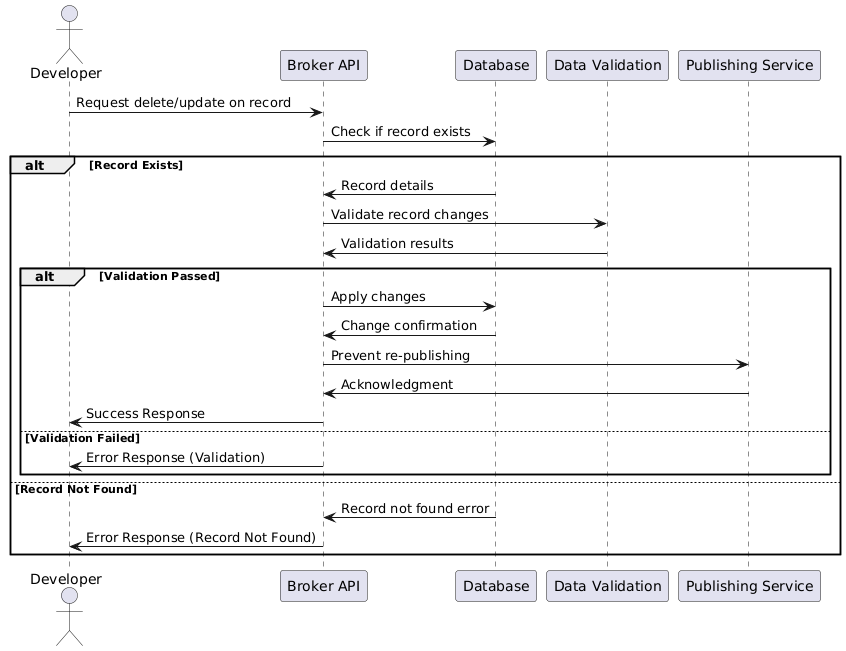 Developer
Broker API
Database
Data Validation
Publishing Service
Request delete/update on record
Check if record exists
alt
[Record Exists]
Record details
Validate record changes
Validation results
alt
[Validation Passed]
Apply changes
Change confirmation
Prevent re-publishing
Acknowledgment
Success Response
[Validation Failed]
Error Response (Validation)
[Record Not Found]
Record not found error
Error Response (Record Not Found)
Developer
Broker API
Database
Data Validation
Publishing Service